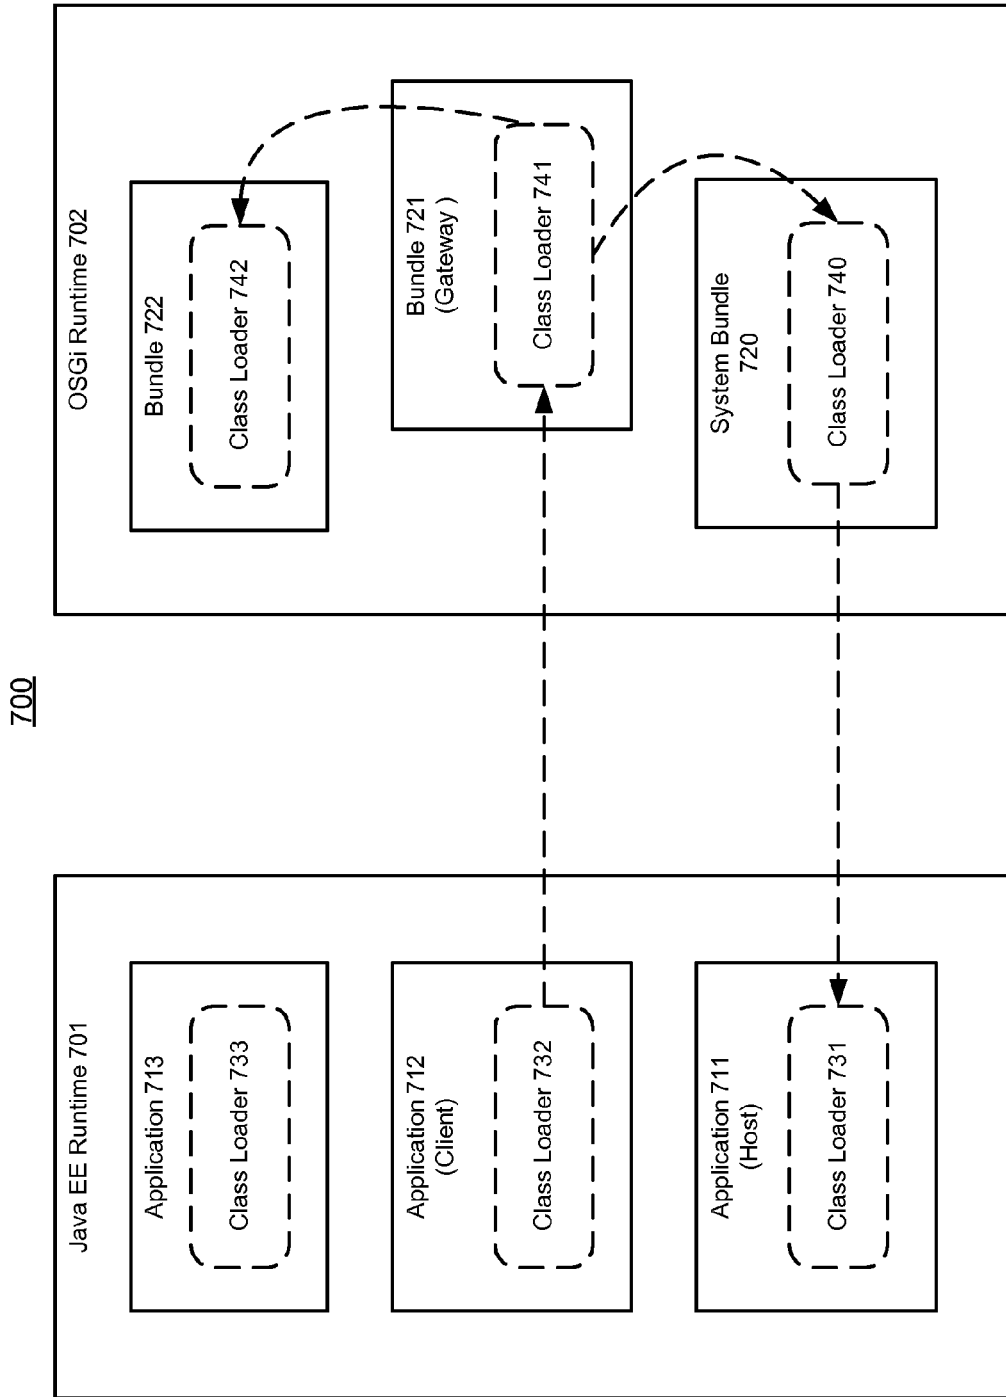 700
Java EE Runtime 701
Application 713
Class Loader 733
Application 712
(Client)
Class Loader 732
Application 711
(Host)
Class Loader 731
OSGi Runtime 702
Bundle 722
Class Loader 742
Bundle 721
(Gateway )
Class Loader 741
System Bundle
720
Class Loader 740